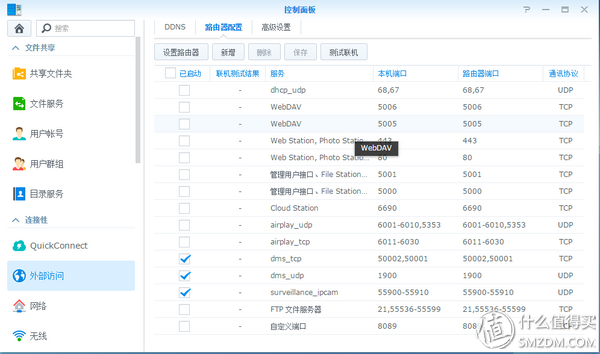 控制面板
搜索
DDNS 路由器配置 高级设置
文件共享
共享文件夹
文件服务
用户帐号
用户群组
目录服务
连接性
QuickConnect
外部访问
网络
无线
设置路由器 新增 删除 保存 测试联机
已启动 联机测试结果 服务 本机端口 路由器端口 通讯协议
- dhcp_udp 68,67 68,67 UDP
- WebDAV 5006 5006 TCP
- WebDAV 5005 5005 TCP
- Web Station, Photo Statio... 443 443 TCP
WebDAV
- Web Station, Photo Statio... 80 80 TCP
- 管理用户接口、File Station... 5001 5001 TCP
- 管理用户接口、File Station... 5000 5000 TCP
- Cloud Station 6690 6690 TCP
- airplay_udp 6001-6010,5353 6001-6010,5353 UDP
- airplay_tcp 6011-6030 6011-6030 TCP
- dms_tcp 50002,50001 50002,50001 TCP
- dms_udp 1900 1900 UDP
- surveillance_ipcam 55900-55910 55900-55910 UDP
- FTP 文件服务器 21,55536-55599 21,55536-55599 TCP
- 自定义端口 8089 8089 TCP
值 什么值得买
SMZDM.COM